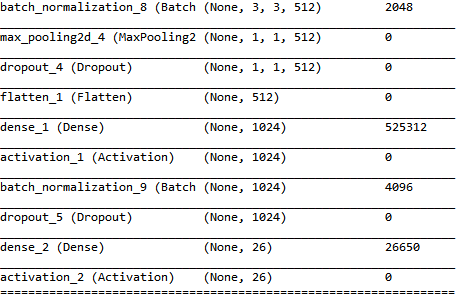 batch_normalization_8 (Batch (None, 3, 3, 512) 2048
max_pooling2d_4 (MaxPooling2 (None, 1, 1, 512) 0
dropout_4 (Dropout) (None, 1, 1, 512) 0
flatten_1 (Flatten) (None, 512) 0
dense_1 (Dense) (None, 1024) 525312
activation_1 (Activation) (None, 1024) 0
batch_normalization_9 (Batch (None, 1024) 4096
dropout_5 (Dropout) (None, 1024) 0
dense_2 (Dense) (None, 26) 26650
activation_2 (Activation) (None, 26) 0